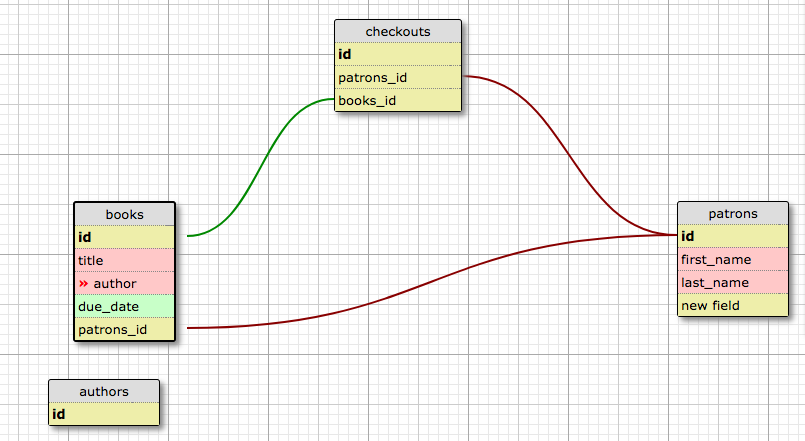 checkouts
id
patrons_id
books_id
books
id
title
» author
due_date
patrons_id
patrons
id
first_name
last_name
new field
authors
id